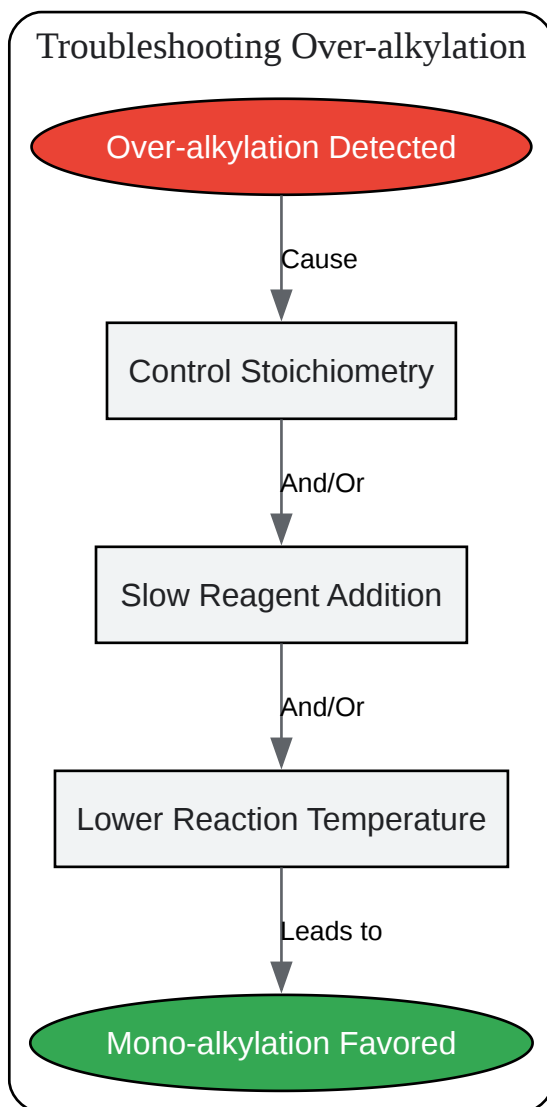 Troubleshooting Over-alkylation
Over-alkylation Detected
Cause
Control Stoichiometry
And/Or
Slow Reagent Addition
And/Or
Lower Reaction Temperature
Leads to
Mono-alkylation Favored